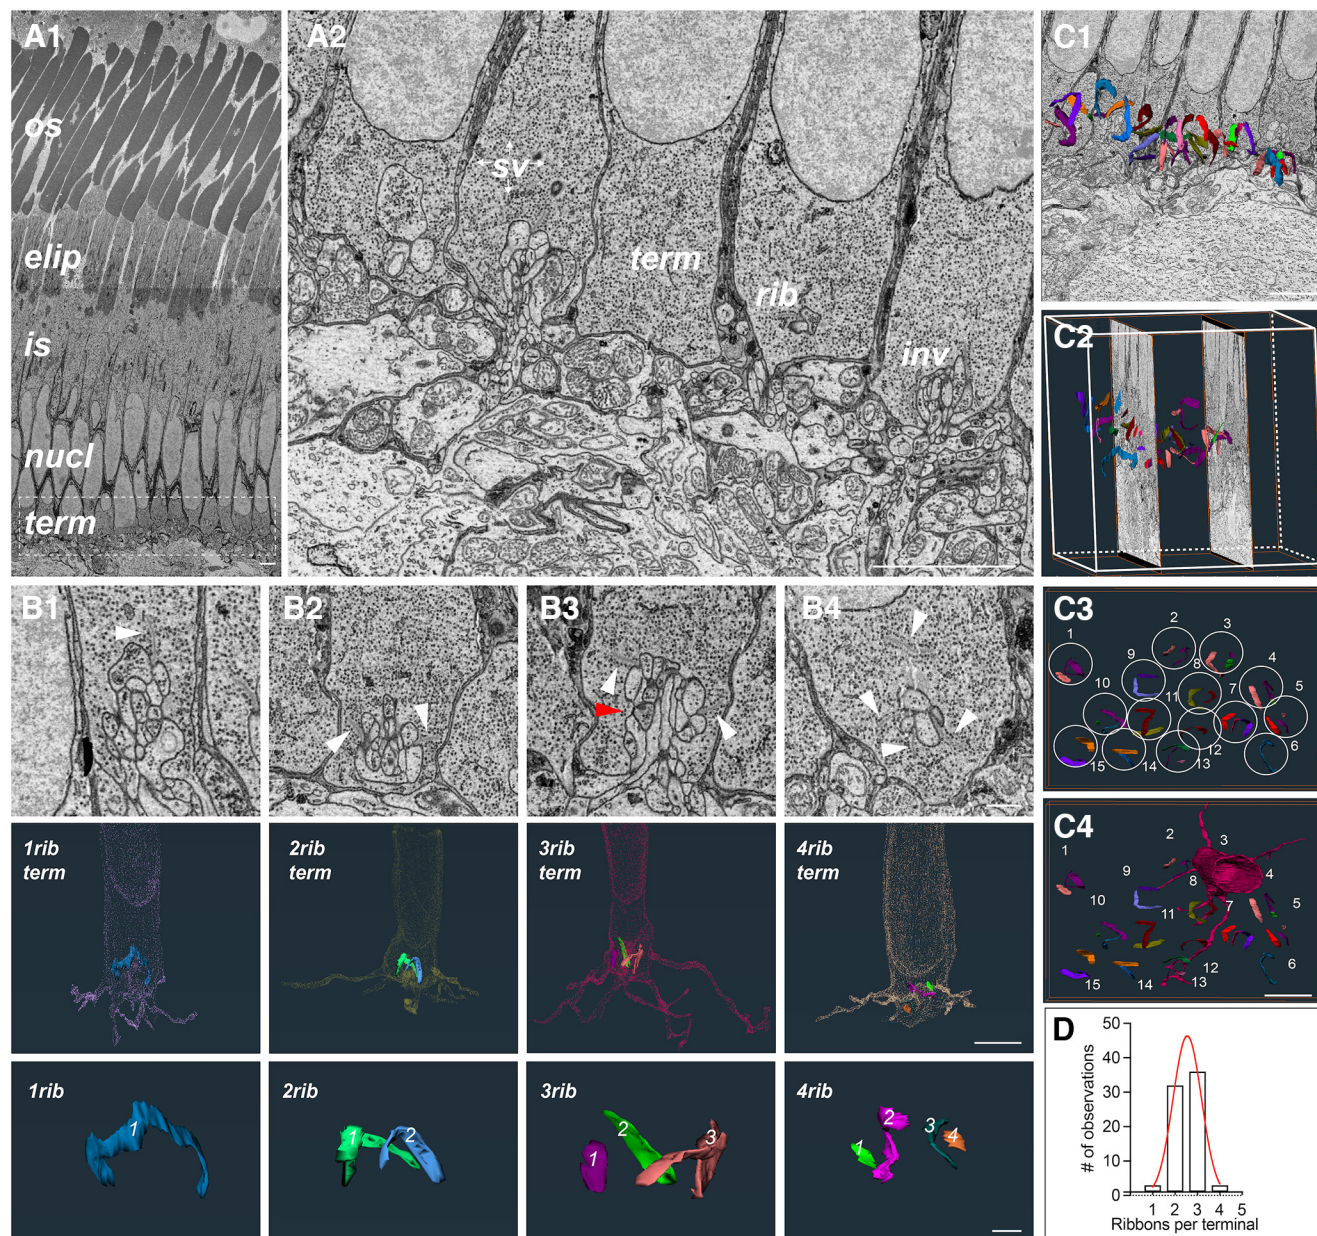 A1
os
elip
is
nucl
term
A2
sv
term
rib
inv
C1
C2
B1
B2
B3
B4
C3
1
2
3
4
5
6
7
8
9
10
11
12
13
14
15
1rib
term
2rib
term
3rib
term
4rib
term
C4
1
2
3
4
5
6
7
8
9
10
11
12
13
14
15
1rib
1
2rib
1
2
3rib
1
2
3
4rib
1
2
3
4
D
# of observations
50
40
30
20
10
0
1 2 3 4 5
Ribbons per terminal